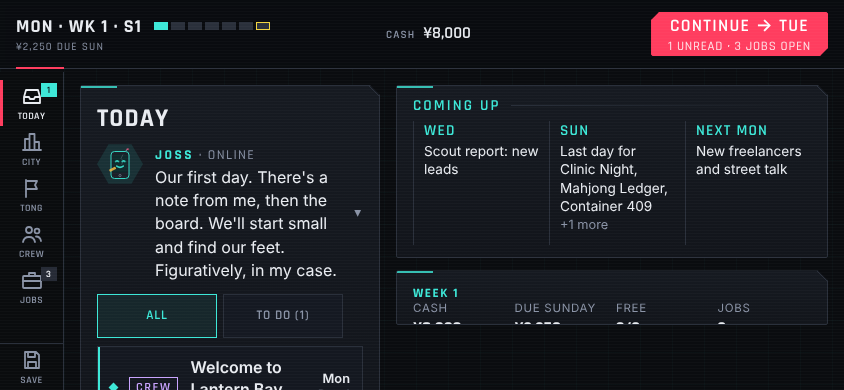 MON · WK 1 · S1
¥2,250 DUE SUN
CASH ¥8,000
CONTINUE → TUE
1 UNREAD · 3 JOBS OPEN
1
TODAY
CITY
TONG
CREW
3
JOBS
SAVE
TODAY
JOSS · ONLINE
Our first day. There's a
note from me, then the
board. We'll start small
and find our feet.
Figuratively, in my case.
ALL
TO DO (1)
CREW
Welcome to
Lantern Bay
Mon
COMING UP
WED
Scout report: new
leads
SUN
Last day for
Clinic Night,
Mahjong Ledger,
Container 409
+1 more
NEXT MON
New freelancers
and street talk
WEEK 1
CASH
DUE SUNDAY
FREE
JOBS